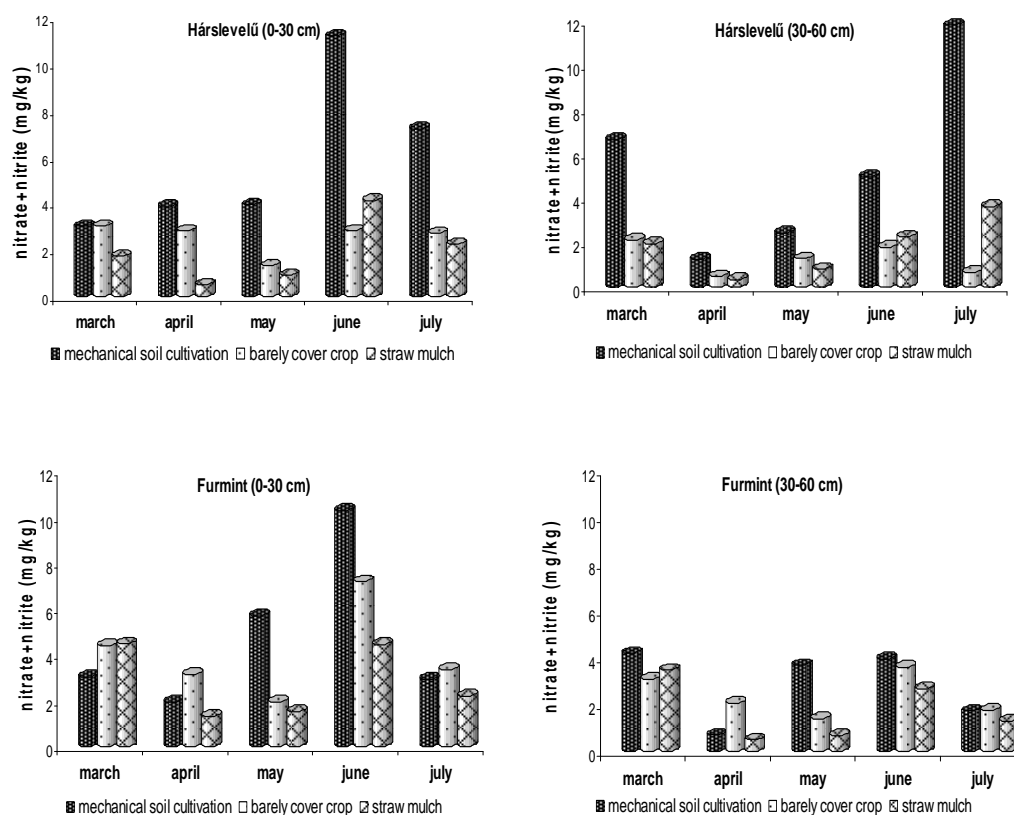 Hárslevelű (0-30 cm)
nitrate+nitrite (mg/kg)
12
10
8
6
4
2
0
march april may june july
mechanical soil cultivation barely cover crop straw mulch
Hárslevelű (30-60 cm)
nitrate+nitrite (mg/kg)
12
10
8
6
4
2
0
march april may june july
mechanical soil cultivation barely cover crop straw mulch
Furmint (0-30 cm)
nitrate+nitrite (mg/kg)
12
10
8
6
4
2
0
march april may june july
mechanical soil cultivation barely cover crop straw mulch
Furmint (30-60 cm)
nitrate+nitrite (mg/kg)
12
10
8
6
4
2
0
march april may june july
mechanical soil cultivation barely cover crop straw mulch